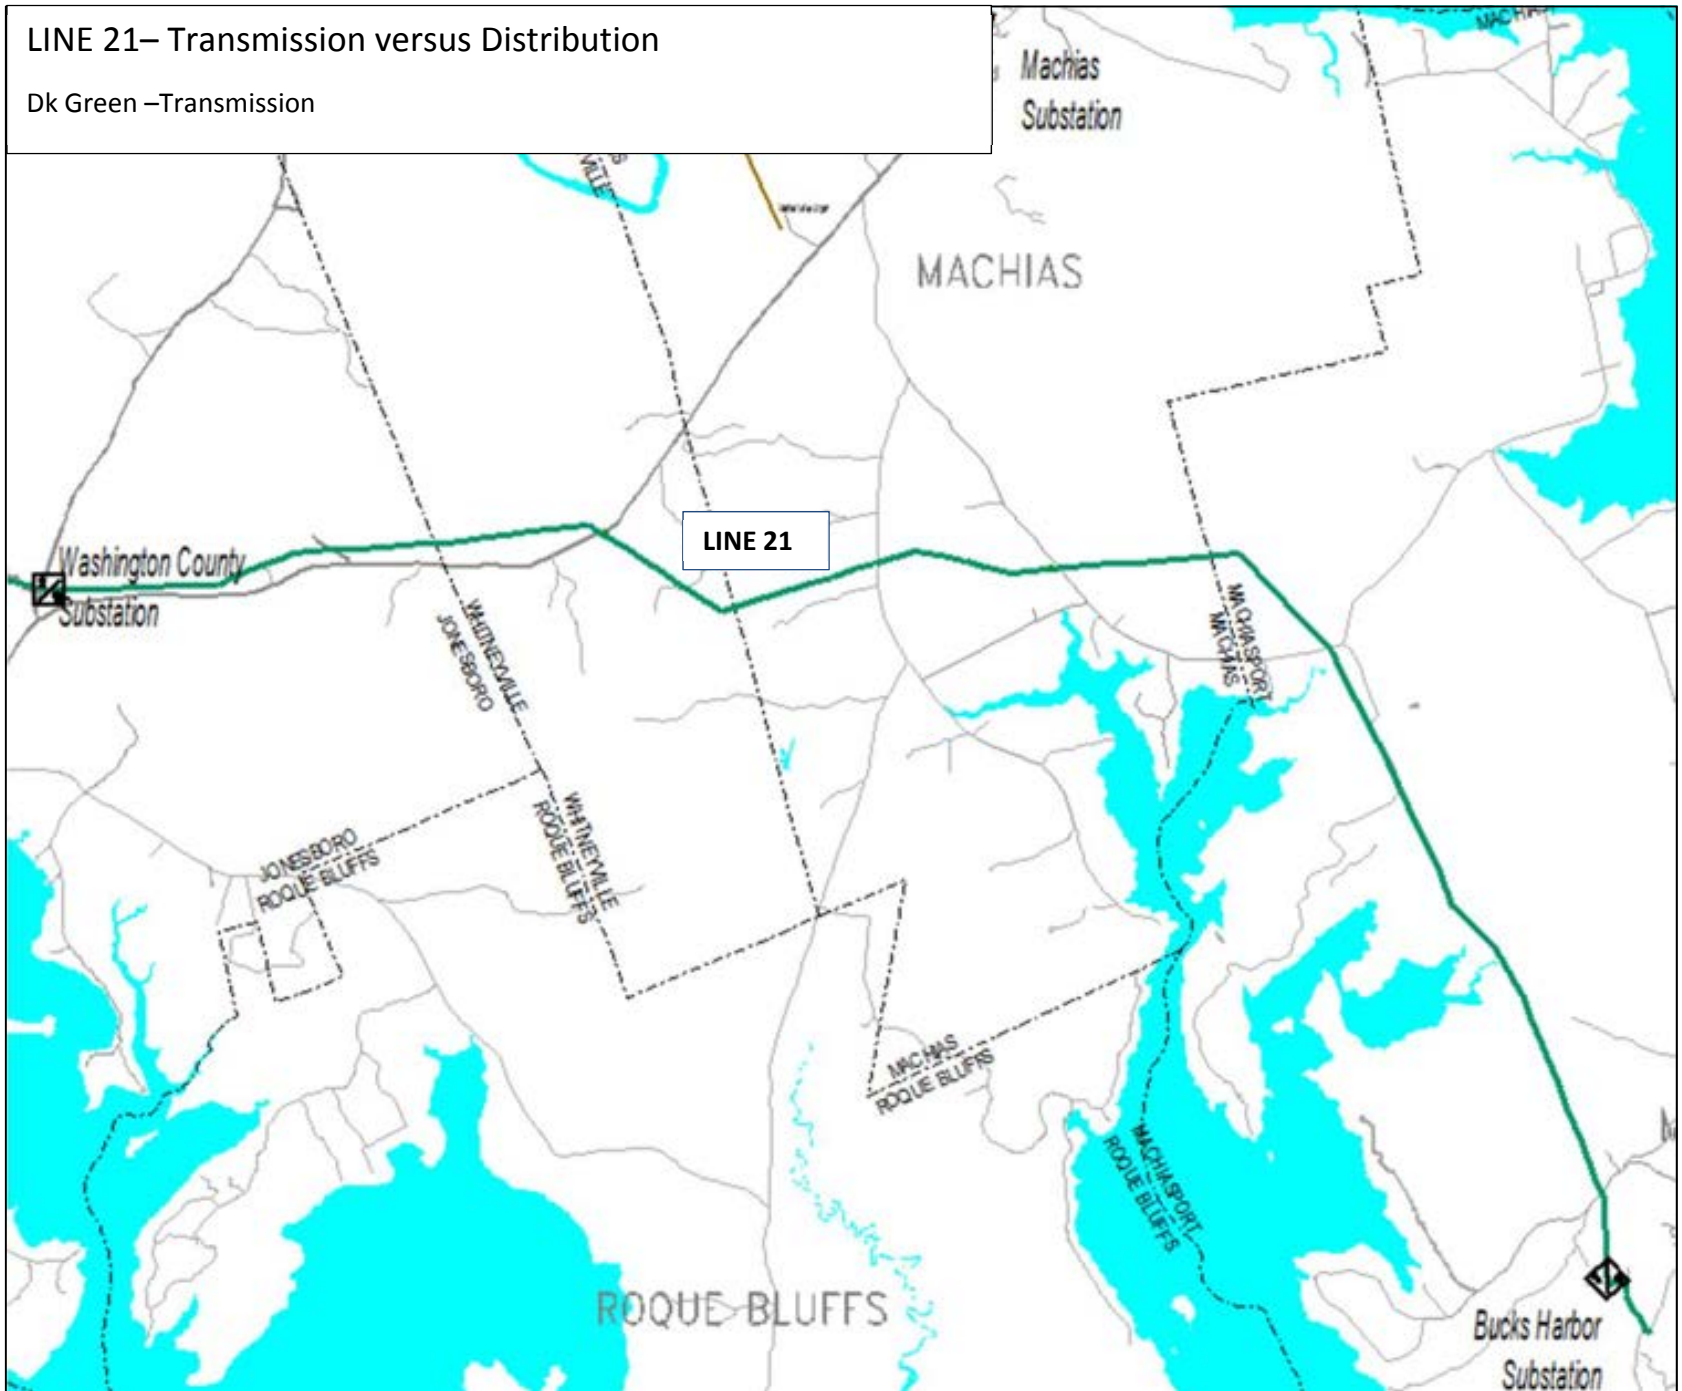 LINE 21– Transmission versus Distribution
Dk Green –Transmission
Machias
Substation
MACHIAS
VILLE
LINE 21
Washington County
Substation
WHITNEYVILLE
JONESBORO
MACHIASPORT
MACHIAS
JONESBORO
ROQUE BLUFFS
WHITNEYVILLE
ROQUE BLUFFS
MACHIAS
ROQUE BLUFFS
MACHIASPORT
ROQUE BLUFFS
ROQUE BLUFFS
Bucks Harbor
Substation